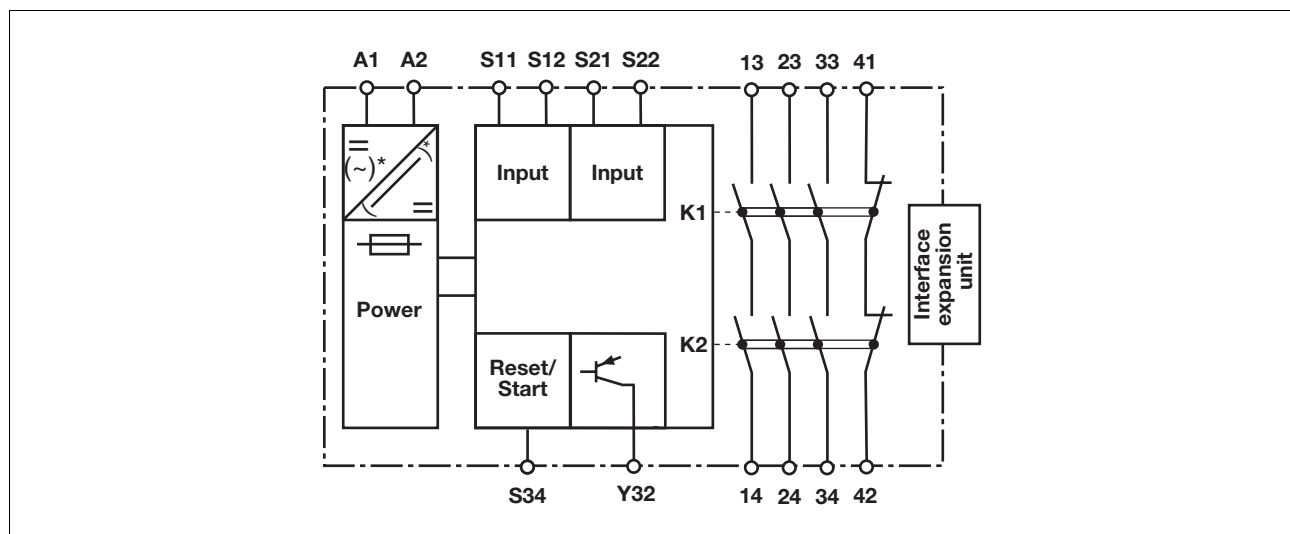 A1 A2 S11 S12 S21 S22 13 23 33 41
= (~)* * =
Input Input
K1
Interface
expansion
unit
Power
K2
Reset/
Start
S34 Y32 14 24 34 42